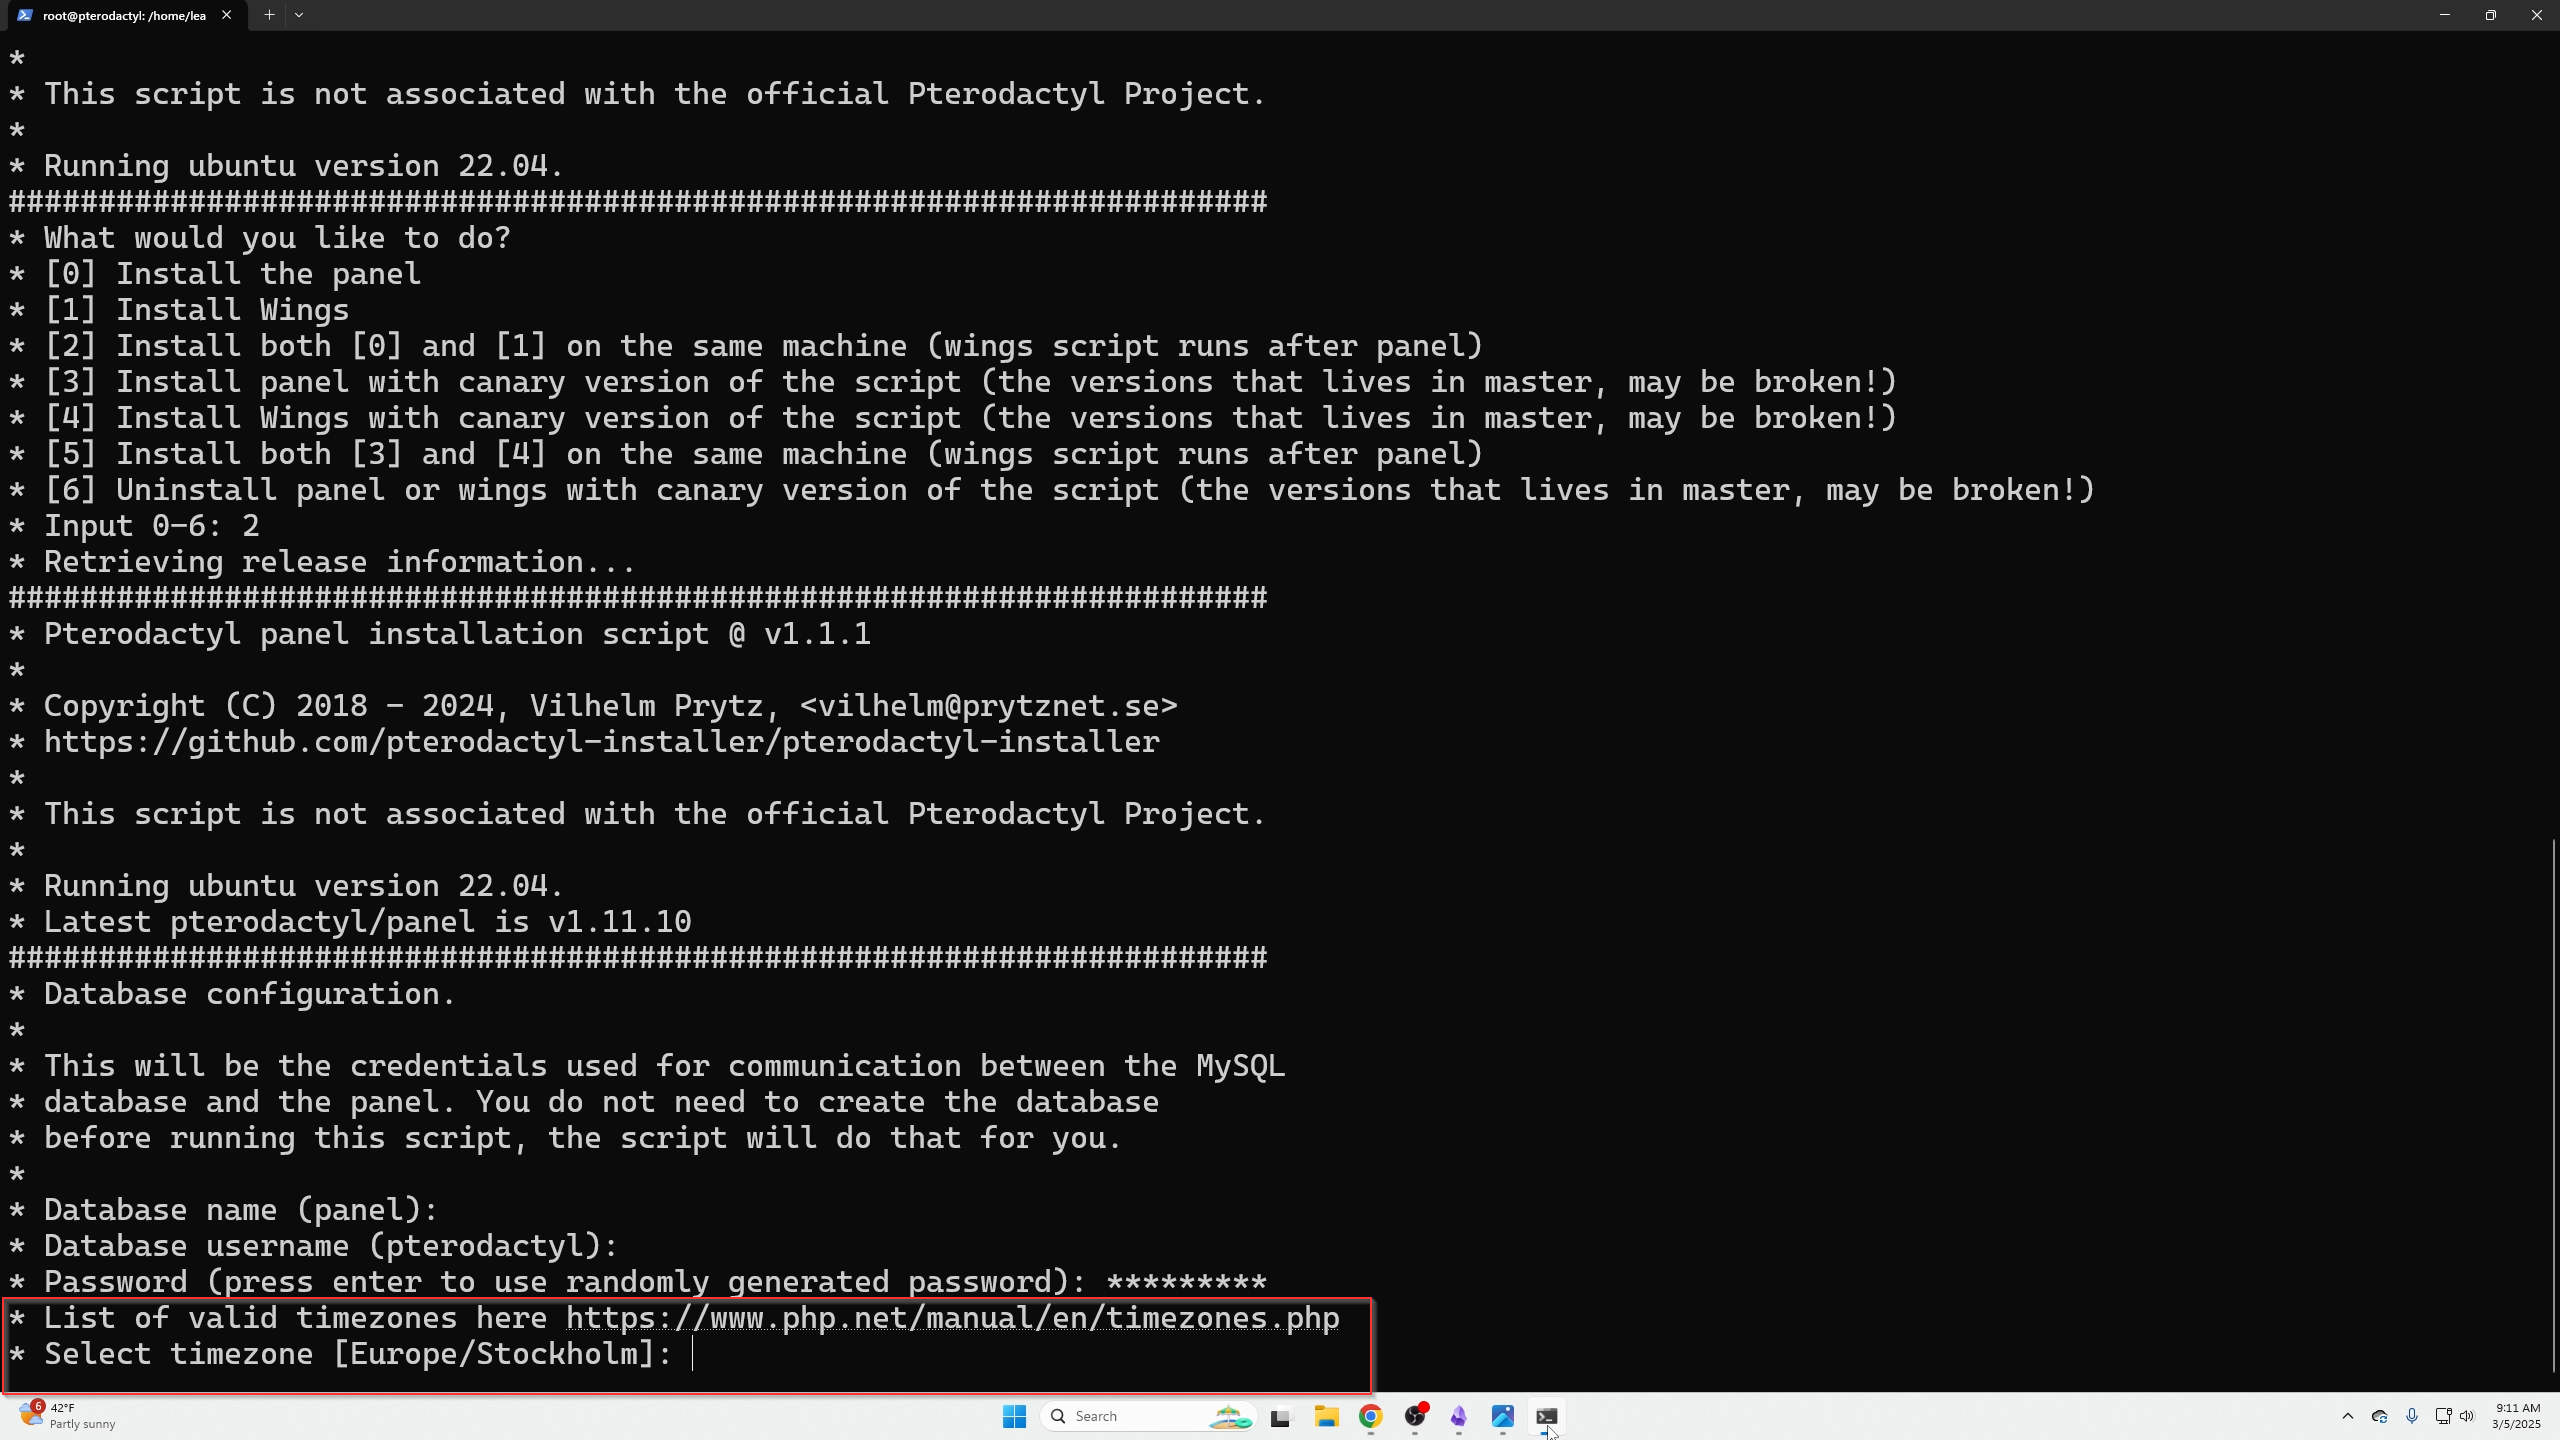 root@pterodactyl: /home/lea
*
* This script is not associated with the official Pterodactyl Project.
*
* Running ubuntu version 22.04.
######################################################################
* What would you like to do?
* [0] Install the panel
* [1] Install Wings
* [2] Install both [0] and [1] on the same machine (wings script runs after panel)
* [3] Install panel with canary version of the script (the versions that lives in master, may be broken!)
* [4] Install Wings with canary version of the script (the versions that lives in master, may be broken!)
* [5] Install both [3] and [4] on the same machine (wings script runs after panel)
* [6] Uninstall panel or wings with canary version of the script (the versions that lives in master, may be broken!)
* Input 0-6: 2
* Retrieving release information...
######################################################################
* Pterodactyl panel installation script @ v1.1.1
*
* Copyright (C) 2018 - 2024, Vilhelm Prytz, <vilhelm@prytznet.se>
* https://github.com/pterodactyl-installer/pterodactyl-installer
*
* This script is not associated with the official Pterodactyl Project.
*
* Running ubuntu version 22.04.
* Latest pterodactyl/panel is v1.11.10
######################################################################
* Database configuration.
*
* This will be the credentials used for communication between the MySQL
* database and the panel. You do not need to create the database
* before running this script, the script will do that for you.
*
* Database name (panel):
* Database username (pterodactyl):
* Password (press enter to use randomly generated password): *********
* List of valid timezones here https://www.php.net/manual/en/timezones.php
* Select timezone [Europe/Stockholm]:
6
42°F
Partly sunny
Search
9:11 AM
3/5/2025